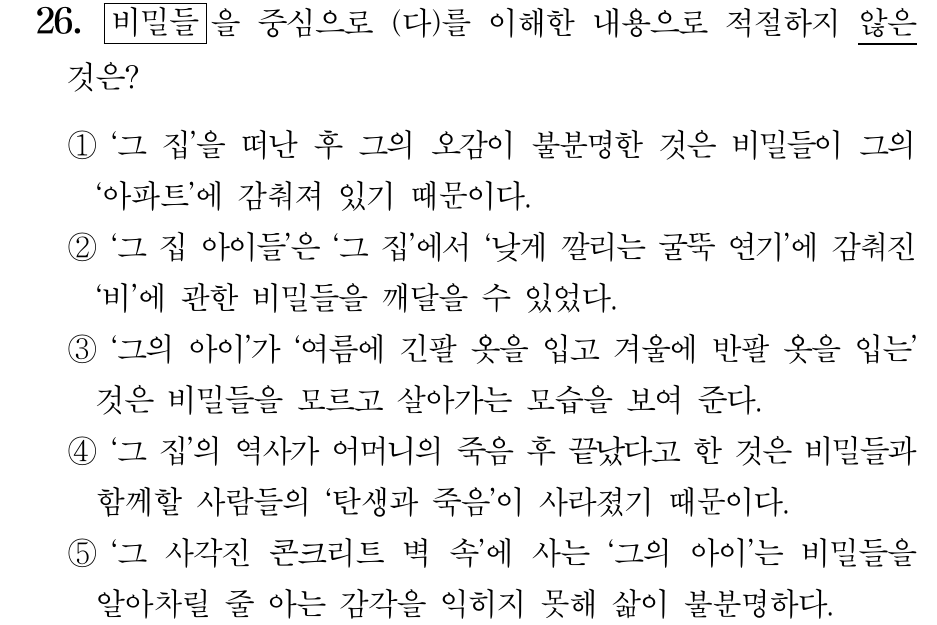 26. 비밀들 을 중심으로 (다)를 이해한 내용으로 적절하지 않은
것은?
① ‘그 집’을 떠난 후 그의 오감이 불분명한 것은 비밀들이 그의
‘아파트’에 감춰져 있기 때문이다.
② ‘그 집 아이들’은 ‘그 집’에서 ‘낮게 깔리는 굴뚝 연기’에 감춰진
‘비’에 관한 비밀들을 깨달을 수 있었다.
③ ‘그의 아이’가 ‘여름에 긴팔 옷을 입고 겨울에 반팔 옷을 입는’
것은 비밀들을 모르고 살아가는 모습을 보여 준다.
④ ‘그 집’의 역사가 어머니의 죽음 후 끝났다고 한 것은 비밀들과
함께할 사람들의 ‘탄생과 죽음’이 사라졌기 때문이다.
⑤ ‘그 사각진 콘크리트 벽 속’에 사는 ‘그의 아이’는 비밀들을
알아차릴 줄 아는 감각을 익히지 못해 삶이 불분명하다.